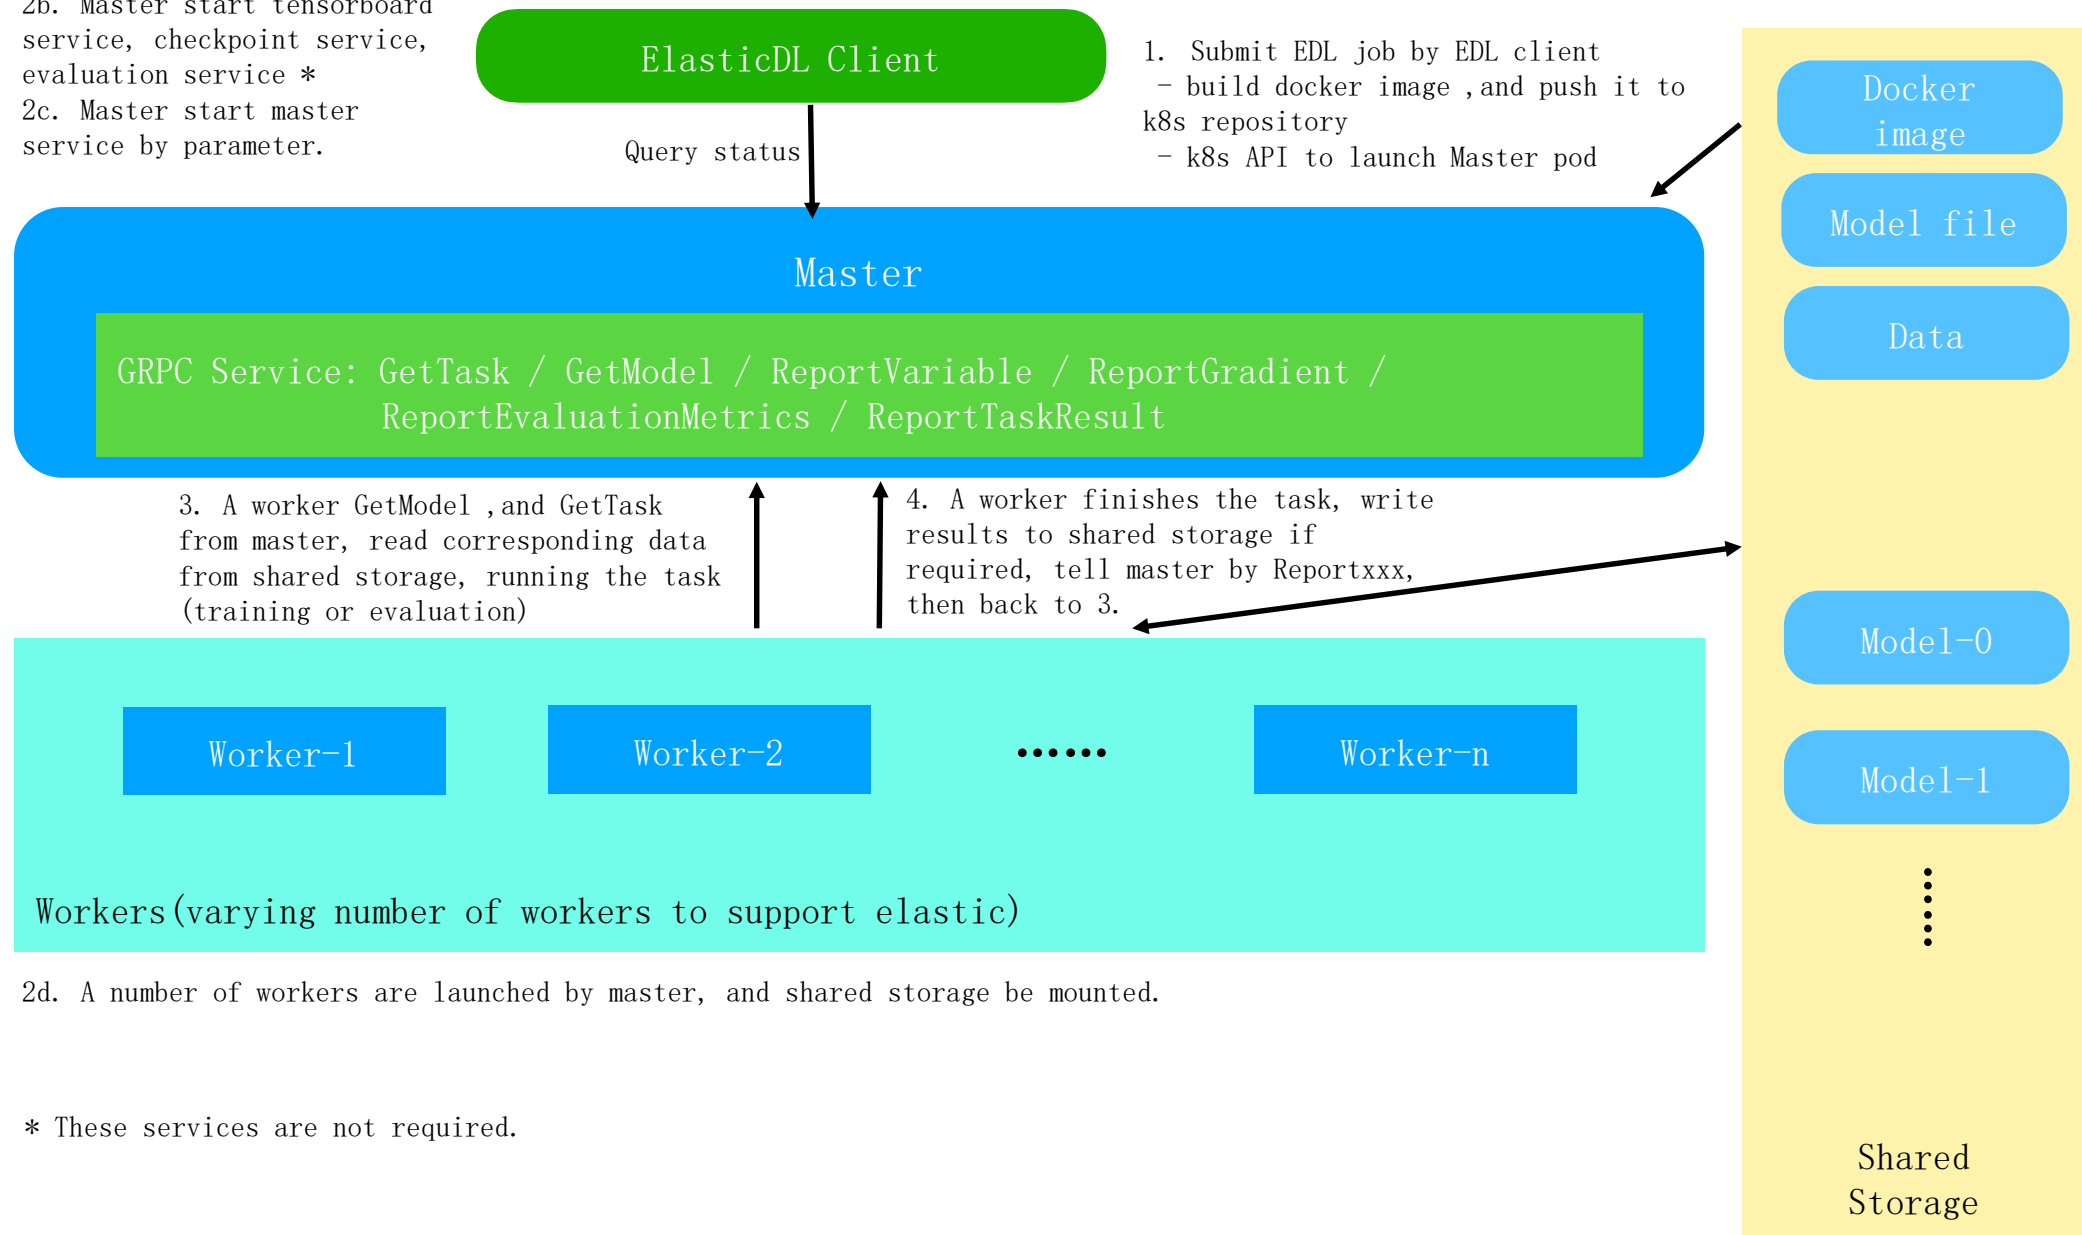 2b. Master start tensorboard
service, checkpoint service,
evaluation service *
2c. Master start master
service by parameter.
ElasticDL Client
Query status
1. Submit EDL job by EDL client
- build docker image ,and push it to
k8s repository
- k8s API to launch Master pod
Docker
image
Model file
Data
Master
GRPC Service: GetTask / GetModel / ReportVariable / ReportGradient /
ReportEvaluationMetrics / ReportTaskResult
3. A worker GetModel ,and GetTask
from master, read corresponding data
from shared storage, running the task
(training or evaluation)
4. A worker finishes the task, write
results to shared storage if
required, tell master by Reportxxx,
then back to 3.
Model-0
Model-1
Worker-1
Worker-2
……
Worker-n
Workers(varying number of workers to support elastic)
2d. A number of workers are launched by master, and shared storage be mounted.
* These services are not required.
……
Shared
Storage